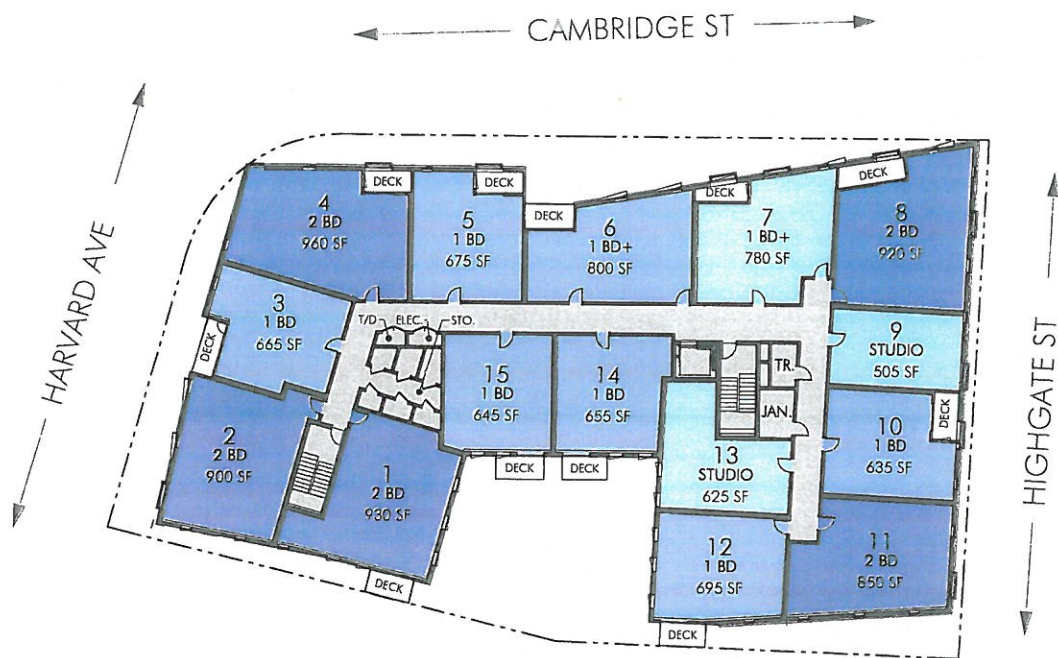 CAMBRIDGE ST
HARVARD AVE
HIGHGATE ST
4
2 BD
960 SF
DECK
5
1 BD
675 SF
DECK
DECK
6
1 BD+
800 SF
DECK
7
1 BD+
780 SF
DECK
8
2 BD
920 SF
3
1 BD
665 SF
DECK
T/D
ELEC.
STO.
15
1 BD
645 SF
DECK
14
1 BD
655 SF
DECK
TR.
JAN.
9
STUDIO
505 SF
10
1 BD
635 SF
DECK
2
2 BD
900 SF
1
2 BD
930 SF
DECK
13
STUDIO
625 SF
12
1 BD
695 SF
DECK
11
2 BD
850 SF